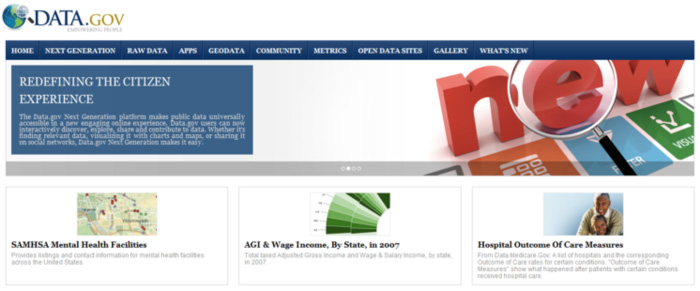 DATA.GOV
EMPOWERING PEOPLE
HOME NEXT GENERATION RAW DATA APPS GEODATA COMMUNITY METRICS OPEN DATA SITES GALLERY WHAT'S NEW
REDEFINING THE CITIZEN
EXPERIENCE
The Data.gov Next Generation platform makes public data universally
accessible in a new engaging online experience, Data.gov users can now
interactively discover, explore, share and contribute to data. Whether it's
finding relevant data, visualizing it with charts and maps, or sharing it
on social networks, Data.gov Next Generation makes it easy.
new
FILTER
VISU
SAMHSA Mental Health Facilities
Provides listings and contact information for mental health facilities
across the United States.
AGI & Wage Income, By State, in 2007
Total taxed Adjusted Gross Income and Wage & Salary Income, by state,
in 2007.
Hospital Outcome Of Care Measures
From Data.Medicare.Gov: A list of hospitals and the corresponding
Outcome of Care rates for certain conditions. "Outcome of Care
Measures" show what happened after patients with certain conditions
received hospital care.